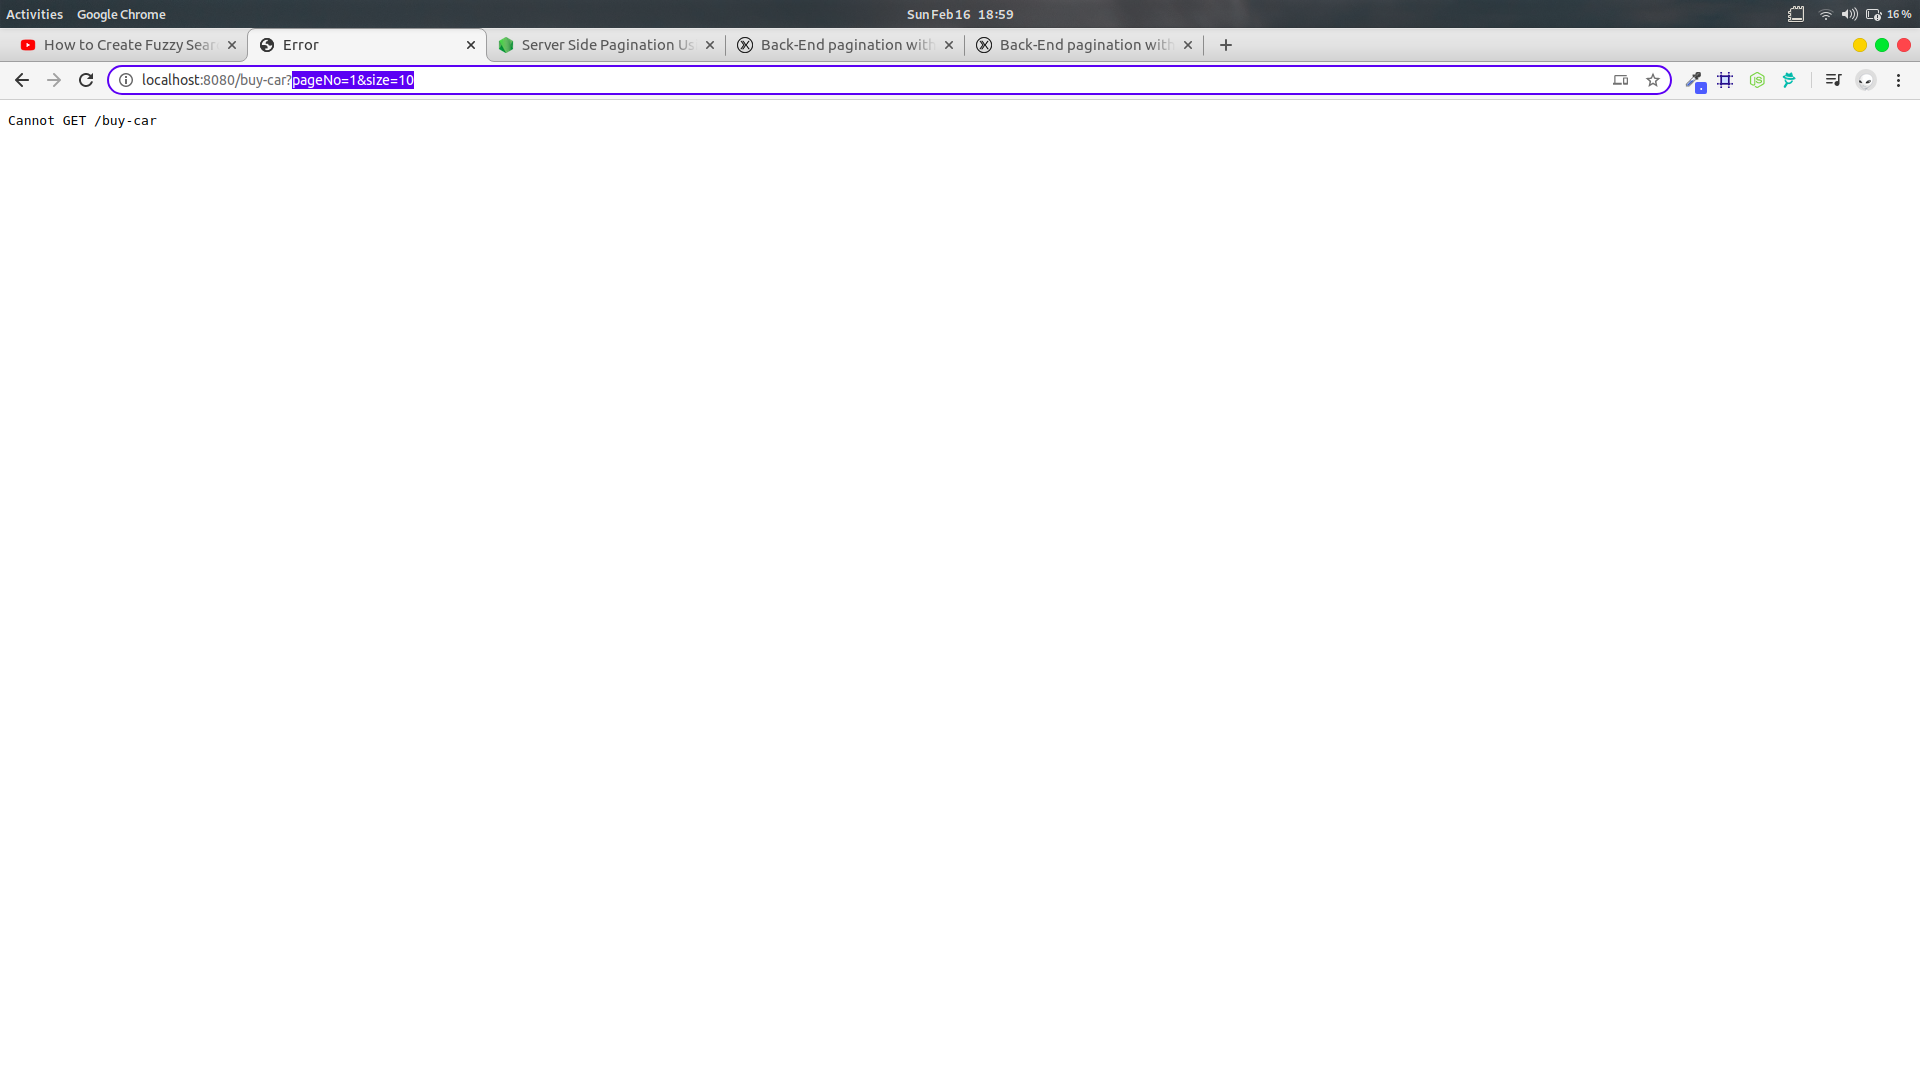 Activities Google Chrome Sun Feb 16 18:59 16 %
How to Create Fuzzy Sear Error Server Side Pagination Us Back-End pagination with Back-End pagination with
localhost:8080/buy-car?pageNo=1&size=10
Cannot GET /buy-car